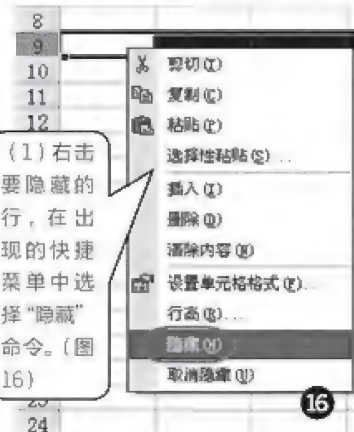 8
9
10
11
12
(1)右击
要隐藏的
行,在出
现的快捷
菜单中选
择“隐藏”
命令。(图
16)
剪切(T)
复制(C)
粘贴(P)
选择性粘贴(S)...
插入(I)
删除(D)
清除内容(N)
设置单元格格式(F)...
行高(R)...
隐藏(H)
取消隐藏(U)
16
23
24